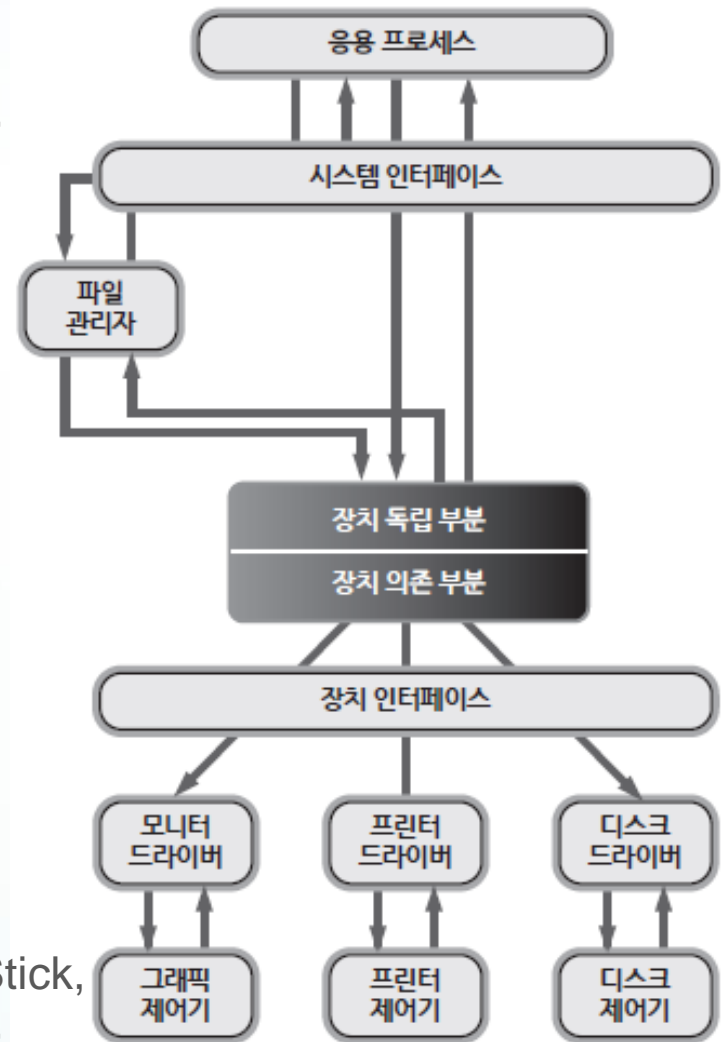 응용 프로세스
시스템 인터페이스
파일
관리자
장치 독립 부분
장치 의존 부분
장치 인터페이스
모니터
드라이버
프린터
드라이버
디스크
드라이버
Stick,
그래픽
제어기
프린터
제어기
디스크
제어기